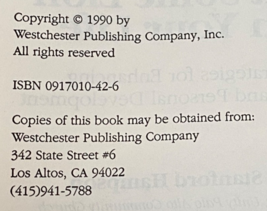 Copyright © 1990 by
Westchester Publishing Company, Inc.
All rights reserved
ISBN 0917010-42-6
Copies of this book may be obtained from:
Westchester Publishing Company
342 State Street #6
Los Altos, CA 94022
(415)941-5788